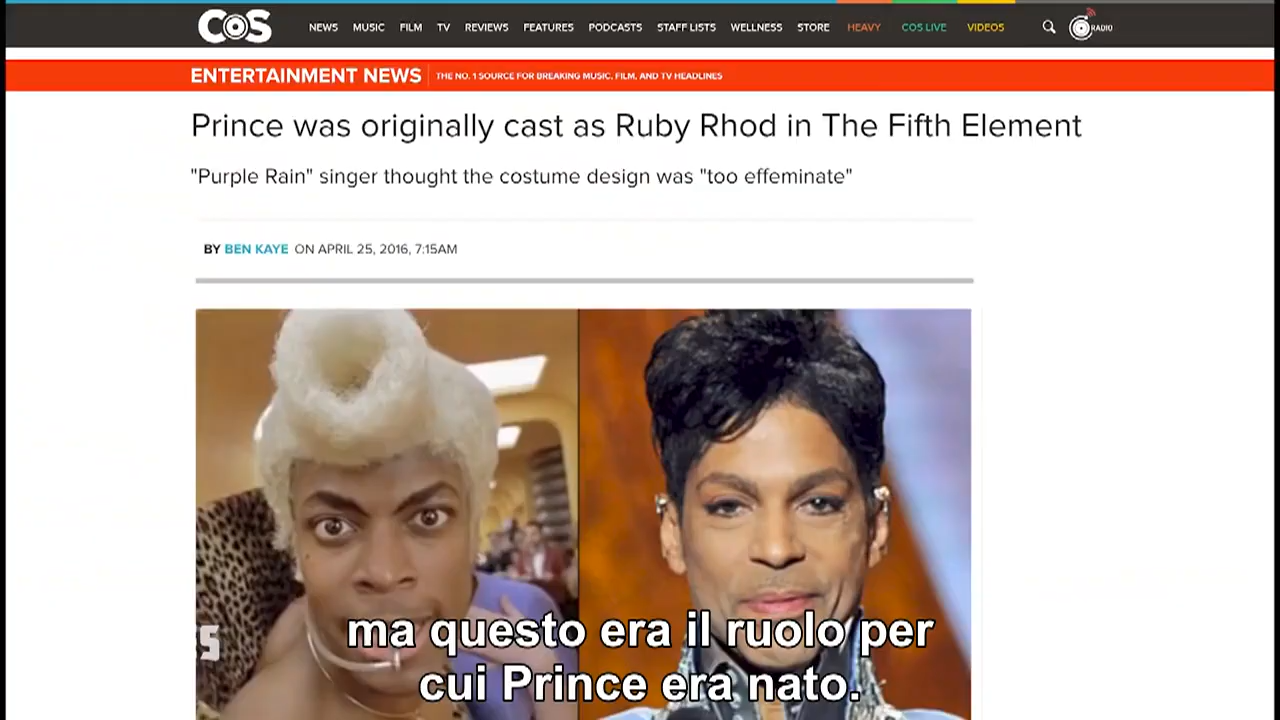 COS NEWS MUSIC FILM TV REVIEWS FEATURES PODCASTS STAFF LISTS WELLNESS STORE HEAVY COS LIVE VIDEOS RADIO
ENTERTAINMENT NEWS THE NO. 1 SOURCE FOR BREAKING MUSIC, FILM, AND TV HEADLINES
Prince was originally cast as Ruby Rhod in The Fifth Element
"Purple Rain" singer thought the costume design was "too effeminate"
BY BEN KAYE ON APRIL 25, 2016, 7:15AM
ma questo era il ruolo per
cui Prince era nato.